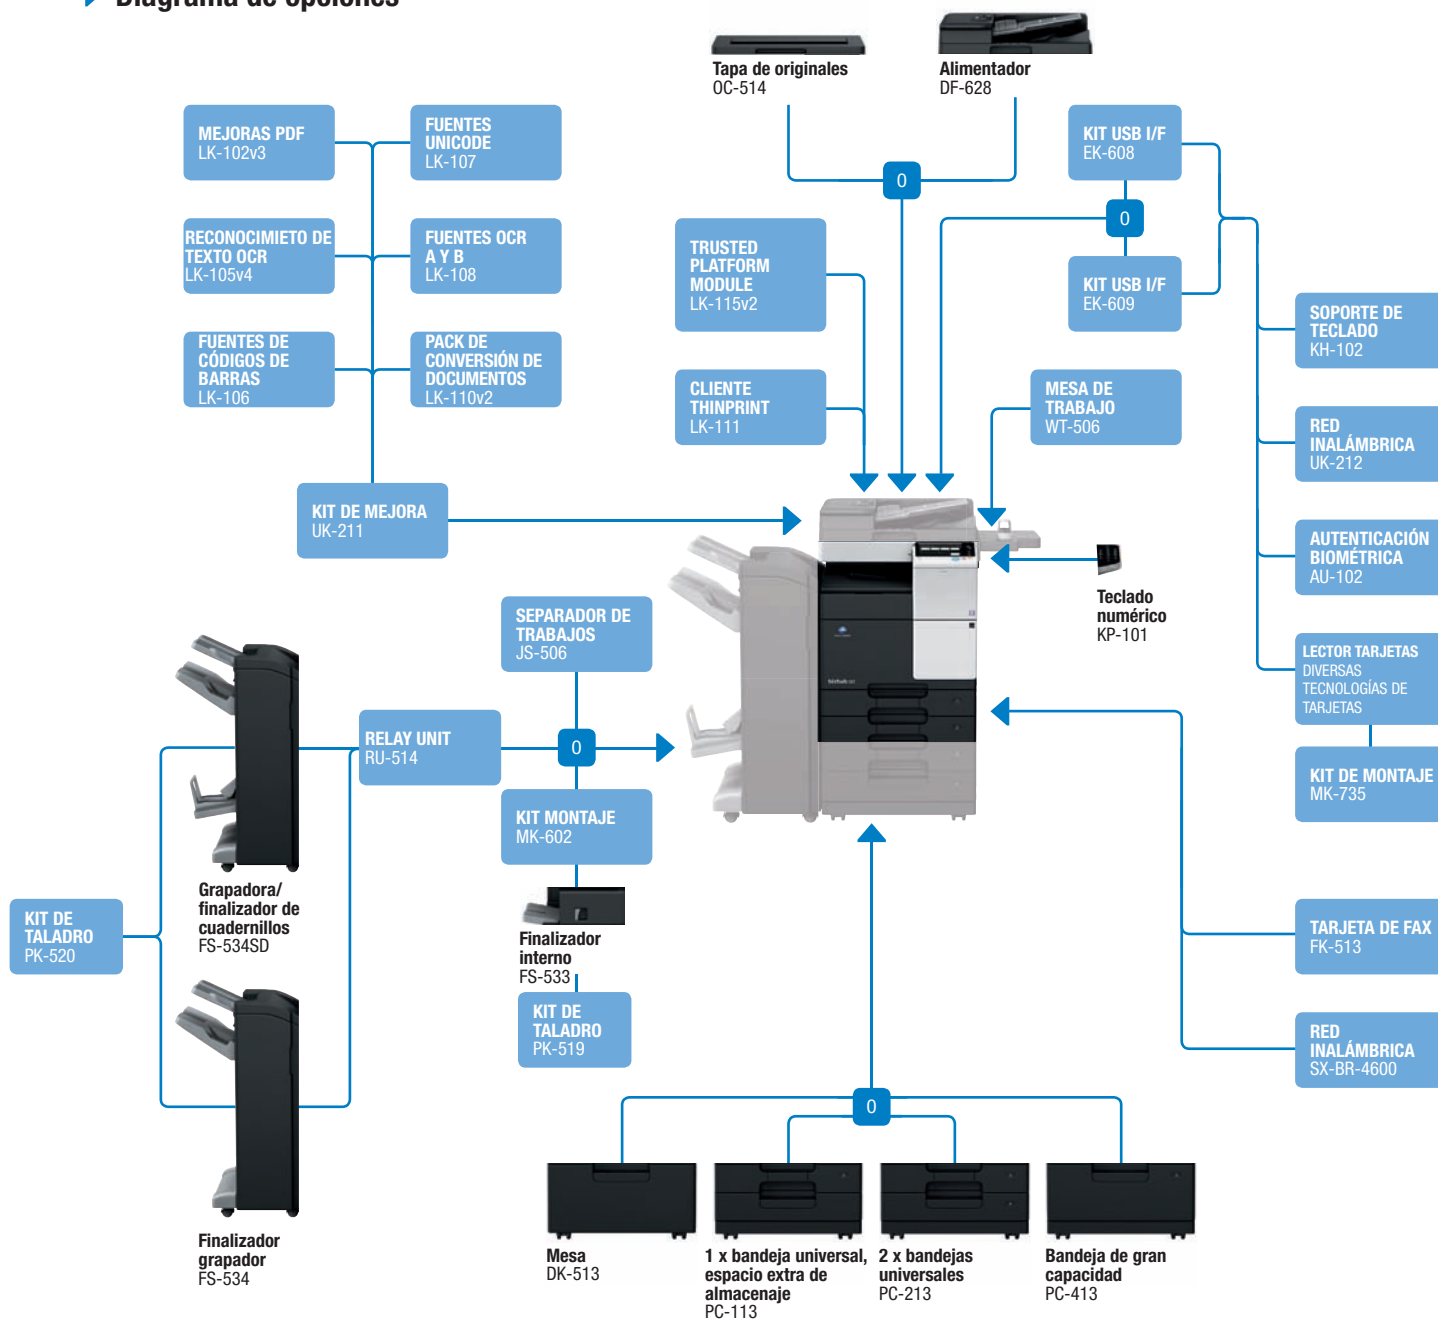 Diagrama de opciones
Tapa de originales
OC-514
Alimentador
DF-628
MEJORAS PDF
LK-102v3
FUENTES
UNICODE
LK-107
KIT USB I/F
EK-608
0
0
RECONOCIMIETO DE
TEXTO OCR
LK-105v4
FUENTES OCR
A Y B
LK-108
TRUSTED
PLATFORM
MODULE
LK-115v2
KIT USB I/F
EK-609
SOPORTE DE
TECLADO
KH-102
FUENTES DE
CÓDIGOS DE
BARRAS
LK-106
PACK DE
CONVERSIÓN DE
DOCUMENTOS
LK-110v2
CLIENTE
THINPRINT
LK-111
MESA DE
TRABAJO
WT-506
RED
INALÁMBRICA
UK-212
KIT DE MEJORA
UK-211
AUTENTICACIÓN
BIOMÉTRICA
AU-102
Teclado
numérico
KP-101
SEPARADOR DE
TRABAJOS
JS-506
LECTOR TARJETAS
DIVERSAS
TECNOLOGÍAS DE
TARJETAS
RELAY UNIT
RU-514
0
KIT DE MONTAJE
MK-735
KIT MONTAJE
MK-602
Grapadora/
finalizador de
cuadernillos
FS-534SD
KIT DE
TALADRO
PK-520
Finalizador
interno
FS-533
TARJETA DE FAX
FK-513
KIT DE
TALADRO
PK-519
RED
INALÁMBRICA
SX-BR-4600
0
Finalizador
grapador
FS-534
Mesa
DK-513
1 x bandeja universal,
espacio extra de
almacenaje
PC-113
2 x bandejas
universales
PC-213
Bandeja de gran
capacidad
PC-413